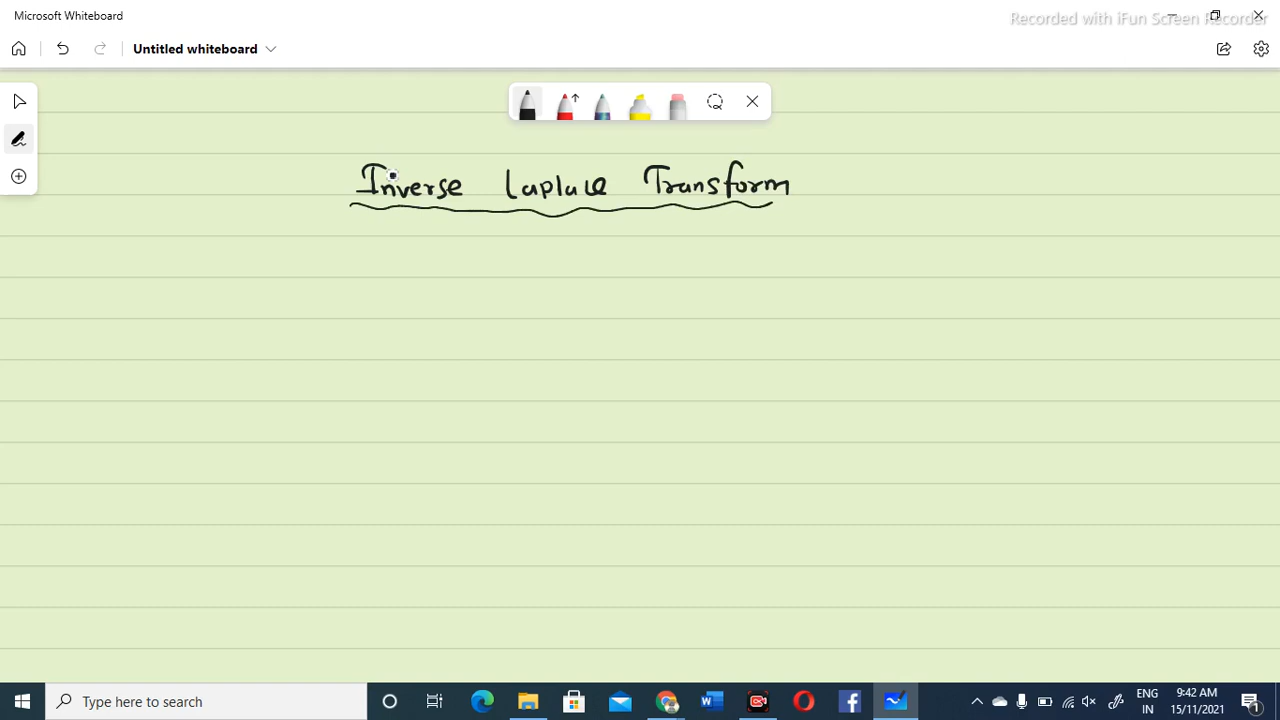 Microsoft Whiteboard
Recorded with iFun Screen Recorder
Untitled whiteboard
Inverse Laplace Transform
Type here to search
ENG
IN
9:42 AM
15/11/2021
1